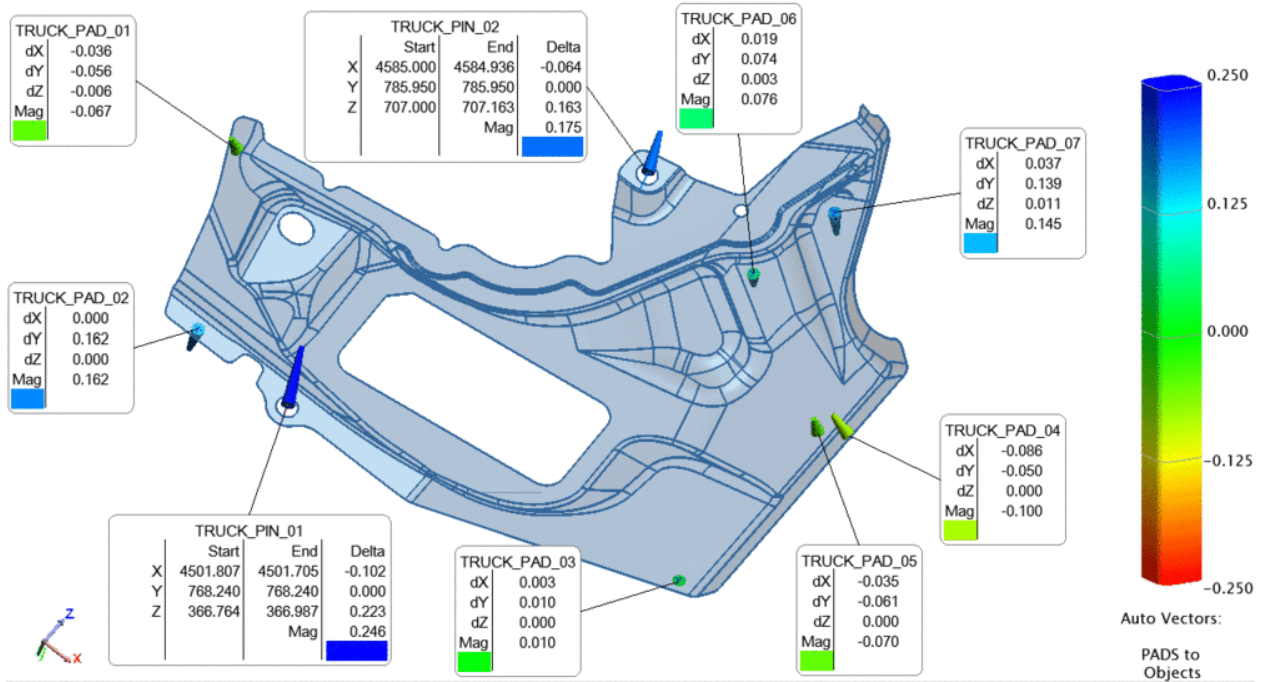 TRUCK_PAD_01
dX -0.036
dY -0.056
dZ -0.006
Mag -0.067
TRUCK_PIN_02
Start End Delta
X 4585.000 4584.936 -0.064
Y 785.950 785.950 0.000
Z 707.000 707.163 0.163
Mag 0.175
TRUCK_PAD_06
dX 0.019
dY 0.074
dZ 0.003
Mag 0.076
TRUCK_PAD_07
dX 0.037
dY 0.139
dZ 0.011
Mag 0.145
TRUCK_PAD_02
dX 0.000
dY 0.162
dZ 0.000
Mag 0.162
TRUCK_PAD_04
dX -0.086
dY -0.050
dZ 0.000
Mag -0.100
TRUCK_PIN_01
Start End Delta
X 4501.807 4501.705 -0.102
Y 768.240 768.240 0.000
Z 366.764 366.987 0.223
Mag 0.246
TRUCK_PAD_03
dX 0.003
dY 0.010
dZ 0.000
Mag 0.010
TRUCK_PAD_05
dX -0.035
dY -0.061
dZ 0.000
Mag -0.070
0.250
0.125
0.000
-0.125
-0.250
Auto Vectors:
PADS to
Objects
Z
Y
X